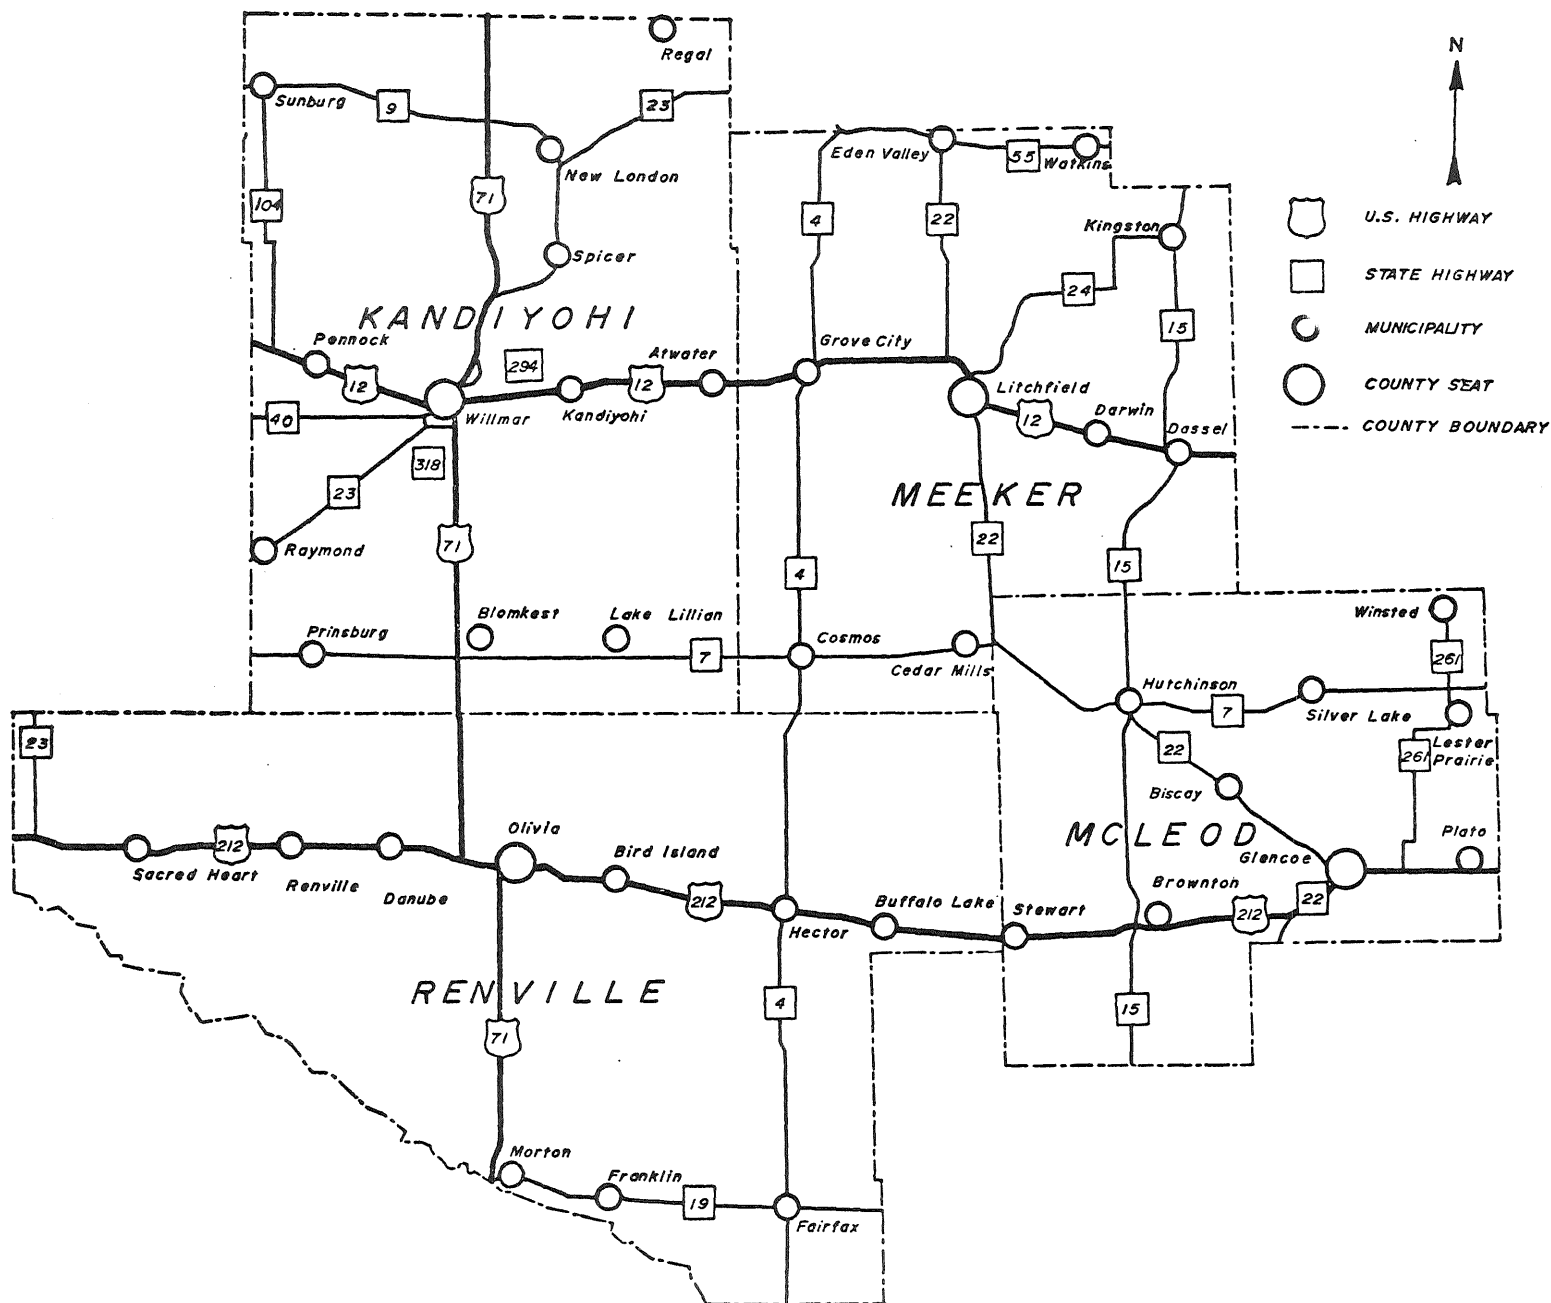 N
Regal
Sunburg
9
23
Eden Valley
55
Watkins
New London
71
104
4
22
Kingston
U.S. HIGHWAY
Spicer
24
STATE HIGHWAY
KANDIYOHI
15
MUNICIPALITY
Pennock
Grove City
294
Atwater
12
12
Litchfield
COUNTY SEAT
40
Willmar
Kandiyohi
12
Darwin
Dassel
COUNTY BOUNDARY
318
23
MEEKER
Raymond
71
22
4
15
Blomkest
Lake Lillian
Winsted
Prinsburg
7
Cosmos
Cedar Mills
261
Hutchinson
7
Silver Lake
23
22
261
Lester
Prairie
Biscay
Olivia
MCLEOD
Plato
212
Bird Island
Glencoe
Sacred Heart
Renville
Danube
212
Buffalo Lake
Stewart
Brownton
22
212
Hector
RENVILLE
4
15
71
Morton
Franklin
19
Fairfax